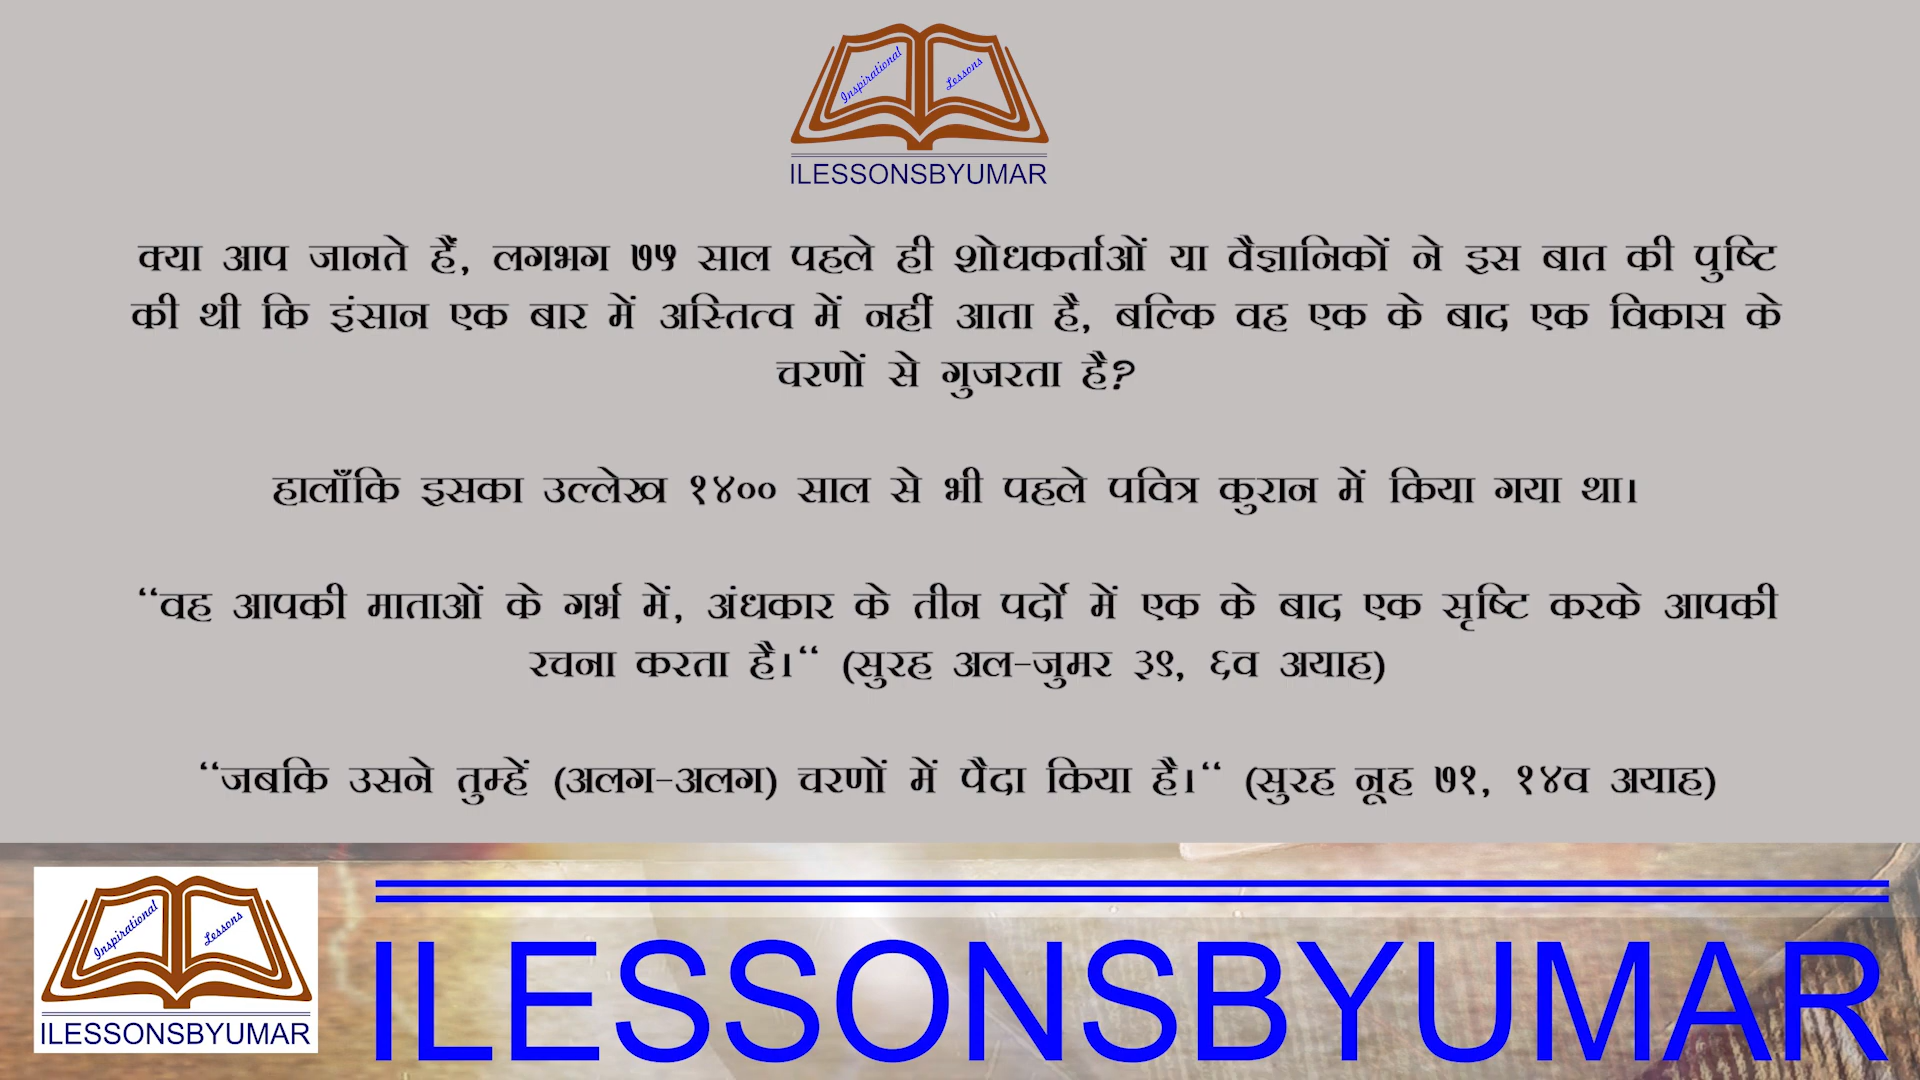 Inspirational Lessons
ILESSONSBYUMAR
क्या आप जानते हैं, लगभग ७५ साल पहले ही शोधकर्ताओं या वैज्ञानिकों ने इस बात की पुष्टि
की थी कि इंसान एक बार में अस्तित्व में नहीं आता है, बल्कि वह एक के बाद एक विकास के
चरणों से गुजरता है?
हालाँकि इसका उल्लेख १४०० साल से भी पहले पवित्र कुरान में किया गया था।
“वह आपकी माताओं के गर्भ में, अंधकार के तीन पर्दो में एक के बाद एक सृष्टि करके आपकी
रचना करता है।“ (सुरह अल-जुमर ३९, ६व अयाह)
“जबकि उसने तुम्हें (अलग-अलग) चरणों में पैदा किया है।“ (सुरह नूह ७१, १४व अयाह)
Inspirational Lessons
ILESSONSBYUMAR
ILESSONSBYUMAR